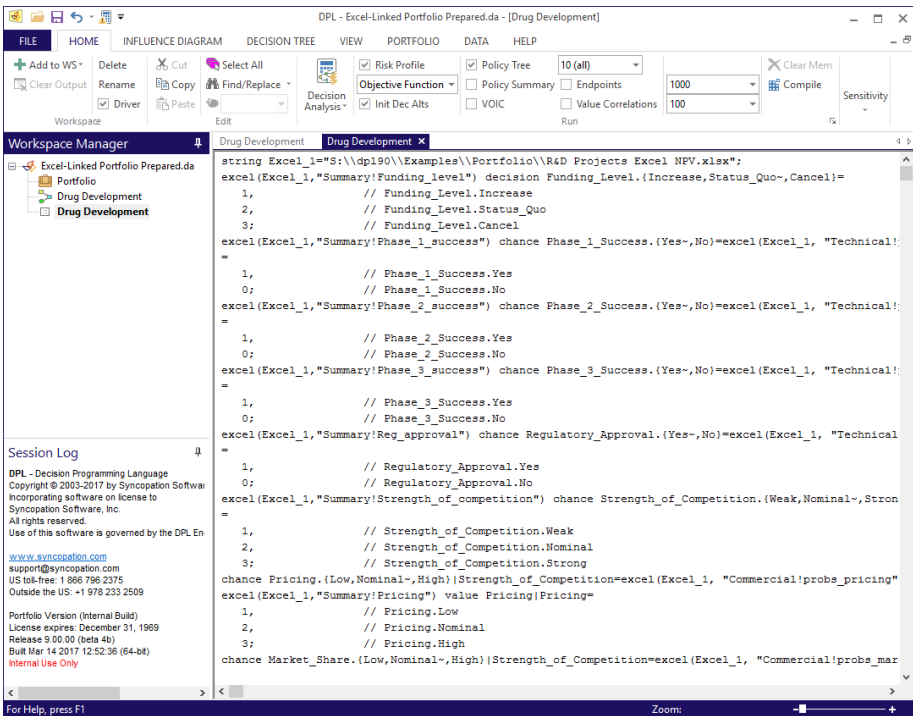 DPL - Excel-Linked Portfolio Prepared.da - [Drug Development]
FILE HOME INFLUENCE DIAGRAM DECISION TREE VIEW PORTFOLIO DATA HELP
Add to WS Delete Cut Select All Risk Profile Policy Tree 10 (all) Clear Mem
Clear Output Rename Copy Find/Replace Objective Function Policy Summary Endpoints 1000 Compile
Driver Paste Decision Analysis Init Dec Alts VOIC Value Correlations 100 Sensitivity
Workspace Edit Run
Workspace Manager
Excel-Linked Portfolio Prepared.da
Portfolio
Drug Development
Drug Development
Session Log
DPL - Decision Programming Language
Copyright © 2003-2017 by Syncopation Softwar
Incorporating software on license to
Syncopation Software, Inc.
All rights reserved.
Use of this software is governed by the DPL En
www.syncopation.com
support@syncopation.com
US toll-free: 1 866 796 2375
Outside the US: +1 978 233 2509
Portfolio Version (Internal Build)
License expires: December 31, 1969
Release 9.00.00 (beta 4b)
Built Mar 14 2017 12:52:36 (64-bit)
Internal Use Only
Drug Development Drug Development
string Excel_1="S:\\dpl90\\Examples\\Portfolio\\R&D Projects Excel NPV.xlsx";
excel(Excel_1,"Summary!Funding_level") decision Funding_Level.{Increase,Status_Quo~,Cancel}=
1, // Funding_Level.Increase
2, // Funding_Level.Status_Quo
3; // Funding_Level.Cancel
excel(Excel_1,"Summary!Phase_1_success") chance Phase_1_Success.{Yes~,No}=excel(Excel_1, "Technical!
=
1, // Phase_1_Success.Yes
0; // Phase_1_Success.No
excel(Excel_1,"Summary!Phase_2_success") chance Phase_2_Success.{Yes~,No}=excel(Excel_1, "Technical!
=
1, // Phase_2_Success.Yes
0; // Phase_2_Success.No
excel(Excel_1,"Summary!Phase_3_success") chance Phase_3_Success.{Yes~,No}=excel(Excel_1, "Technical!
=
1, // Phase_3_Success.Yes
0; // Phase_3_Success.No
excel(Excel_1,"Summary!Reg_approval") chance Regulatory_Approval.{Yes~,No}=excel(Excel_1, "Technical
=
1, // Regulatory_Approval.Yes
0; // Regulatory_Approval.No
excel(Excel_1,"Summary!Strength_of_competition") chance Strength_of_Competition.{Weak,Nominal~,Stron
=
1, // Strength_of_Competition.Weak
2, // Strength_of_Competition.Nominal
3; // Strength_of_Competition.Strong
chance Pricing.{Low,Nominal~,High}|Strength_of_Competition=excel(Excel_1, "Commercial!probs_pricing"
excel(Excel_1,"Summary!Pricing") value Pricing|Pricing=
1, // Pricing.Low
2, // Pricing.Nominal
3; // Pricing.High
chance Market_Share.{Low,Nominal~,High}|Strength_of_Competition=excel(Excel_1, "Commercial!probs_mar
For Help, press F1 Zoom: